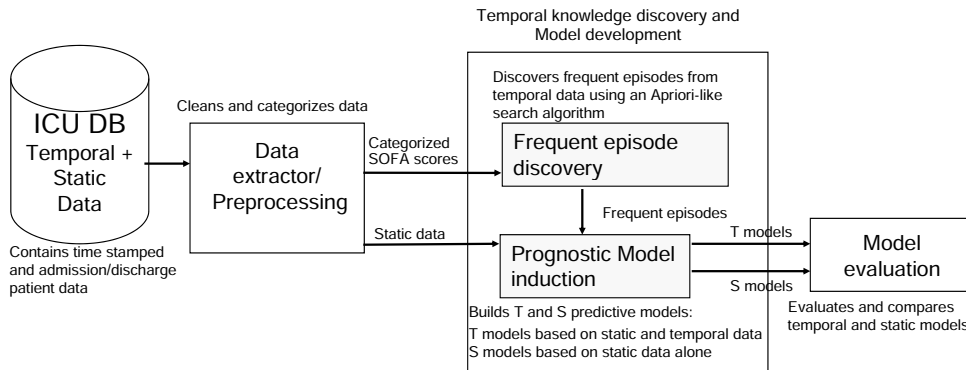 Temporal knowledge discovery and
Model development
ICU DB
Temporal +
Static
Data
Contains time stamped
and admission/discharge
patient data
Cleans and categorizes data
Data
extractor/
Preprocessing
Categorized
SOFA scores
Static data
Discovers frequent episodes from
temporal data using an Apriori-like
search algorithm
Frequent episode
discovery
Frequent episodes
Prognostic Model
induction
Builds T and S predictive models:
T models based on static and temporal data
S models based on static data alone
T models
S models
Model
evaluation
Evaluates and compares
temporal and static models